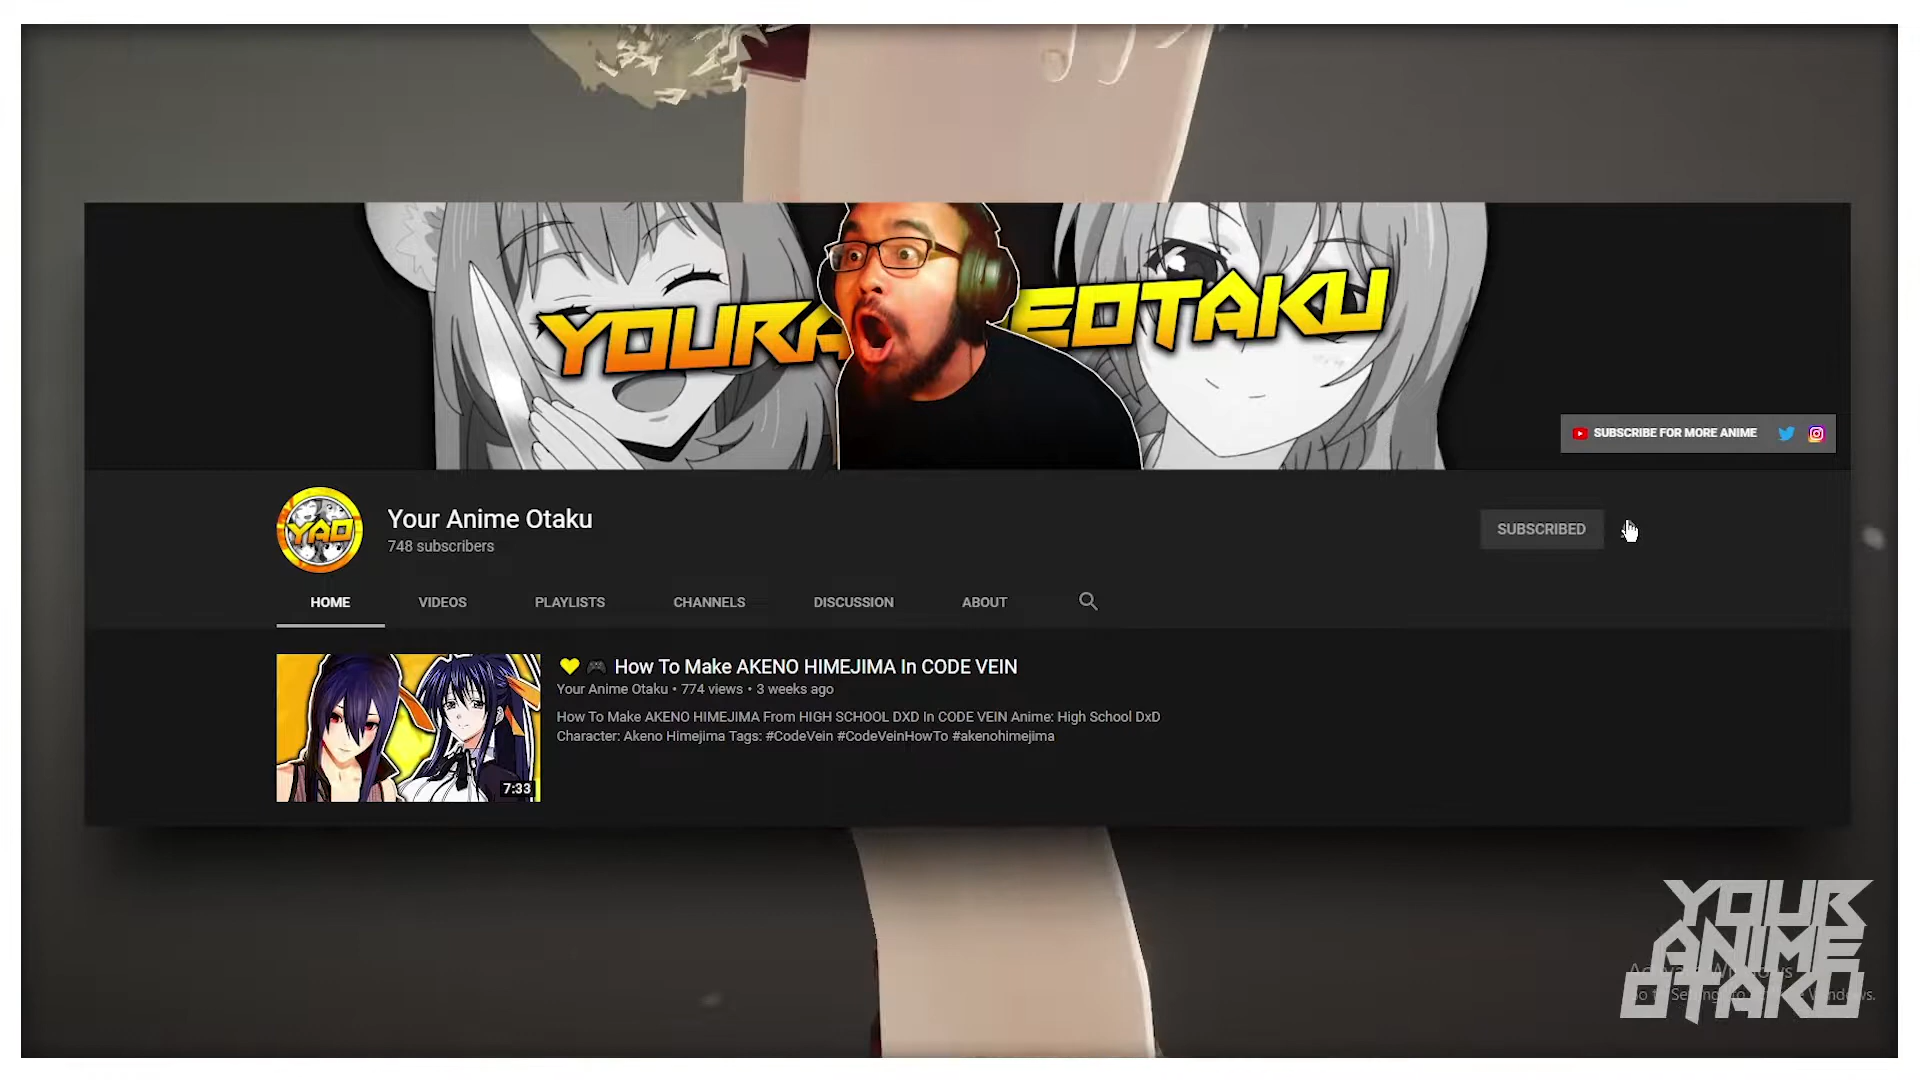 YOURA EOTAKU
SUBSCRIBE FOR MORE ANIME
YAO
Your Anime Otaku
748 subscribers
SUBSCRIBED
HOME VIDEOS PLAYLISTS CHANNELS DISCUSSION ABOUT
How To Make AKENO HIMEJIMA In CODE VEIN
Your Anime Otaku • 774 views • 3 weeks ago
How To Make AKENO HIMEJIMA From HIGH SCHOOL DXD In CODE VEIN Anime: High School DxD
Character: Akeno Himejima Tags: #CodeVein #CodeVeinHowTo #akenohimejima
7:33
YOUR
ANIME
OTAKU